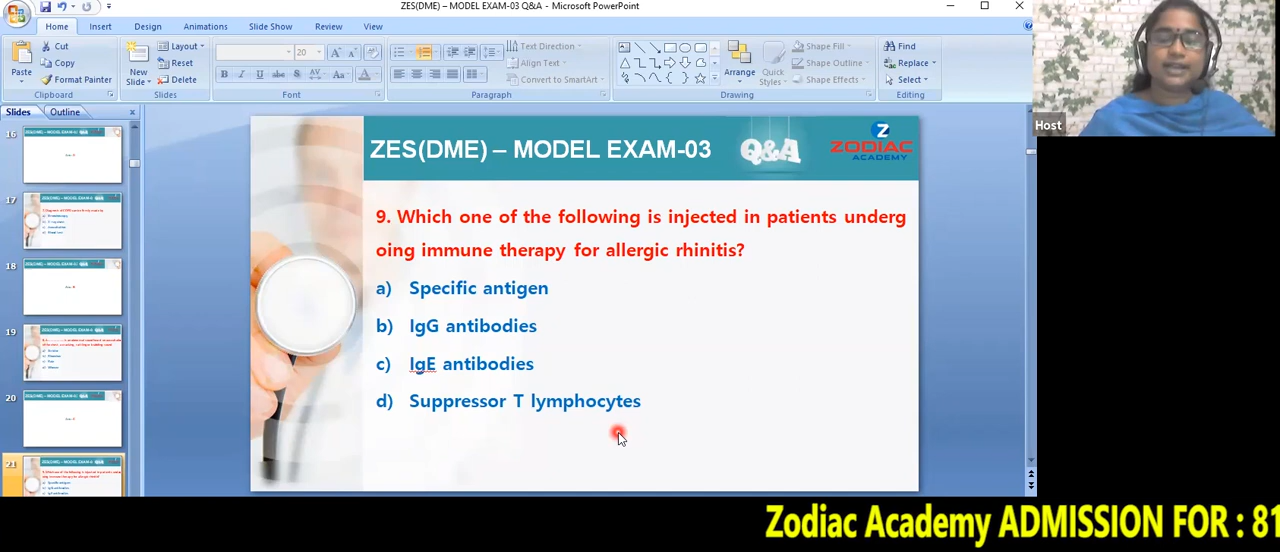 ZES(DME) – MODEL EXAM-03 Q&A - Microsoft PowerPoint
Home Insert Design Animations Slide Show Review View
Cut
Copy
Format Painter
Paste
Clipboard
New
Slide
Layout
Reset
Delete
Slides
20
B I U S abc AV Aa A
Font
Text Direction
Align Text
Convert to SmartArt
Paragraph
Arrange
Quick
Styles
Shape Fill
Shape Outline
Shape Effects
Drawing
Find
Replace
Select
Editing
Host
Slides Outline
16
17
18
19
20
21
ZES(DME) – MODEL EXAM-03
Q&A
Z
ZODIAC
ACADEMY
9. Which one of the following is injected in patients underg
oing immune therapy for allergic rhinitis?
a) Specific antigen
b) IgG antibodies
c) IgE antibodies
d) Suppressor T lymphocytes
Zodiac Academy ADMISSION FOR : 81